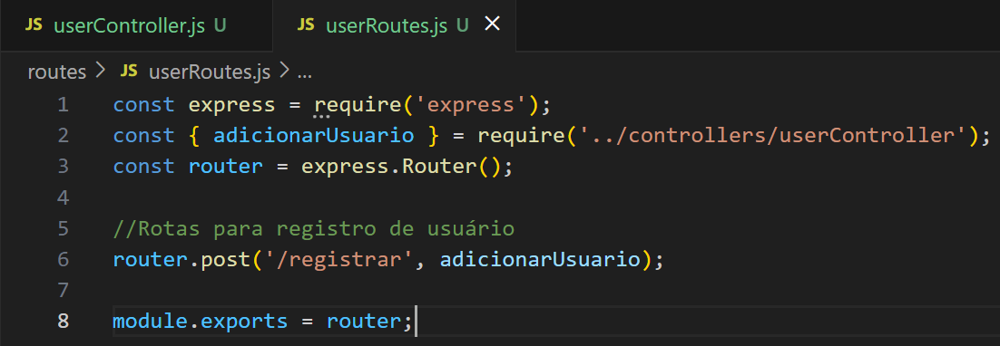 JS userController.js U JS userRoutes.js U ×
routes > JS userRoutes.js > ...
1 const express = require('express');
2 const { adicionarUsuario } = require('../controllers/userController');
3 const router = express.Router();
4
5 //Rotas para registro de usuário
6 router.post('/registrar', adicionarUsuario);
7
8 module.exports = router;